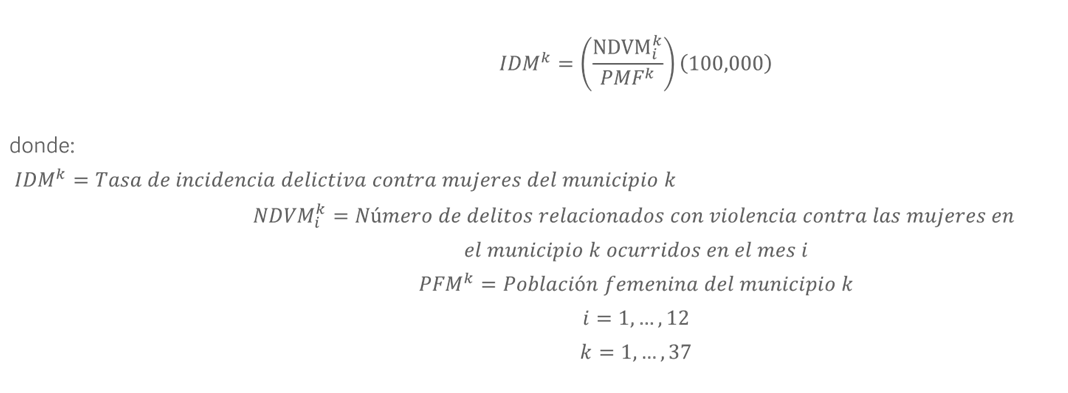 IDM^k = (NDVM_i^k / PMF^k) (100,000)
donde:
IDM^k = Tasa de incidencia delictiva contra mujeres del municipio k
NDVM_i^k = Número de delitos relacionados con violencia contra las mujeres en
el municipio k ocurridos en el mes i
PFM^k = Población femenina del municipio k
i = 1, … , 12
k = 1, … , 37